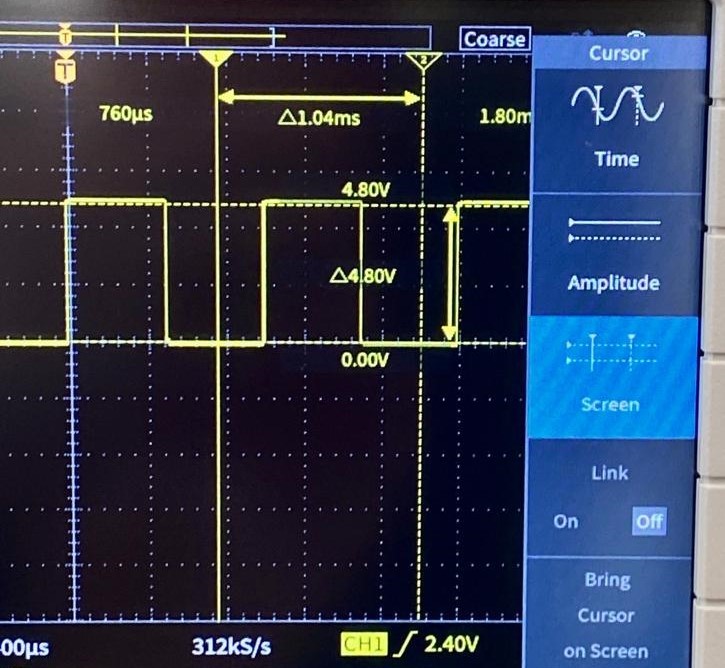 Coarse
Cursor
T
T
1
2
760µs
△1.04ms
1.80m
Time
4.80V
△4.80V
Amplitude
0.00V
Screen
Link
On Off
Bring
Cursor
on Screen
00µs
312kS/s
CH1
2.40V